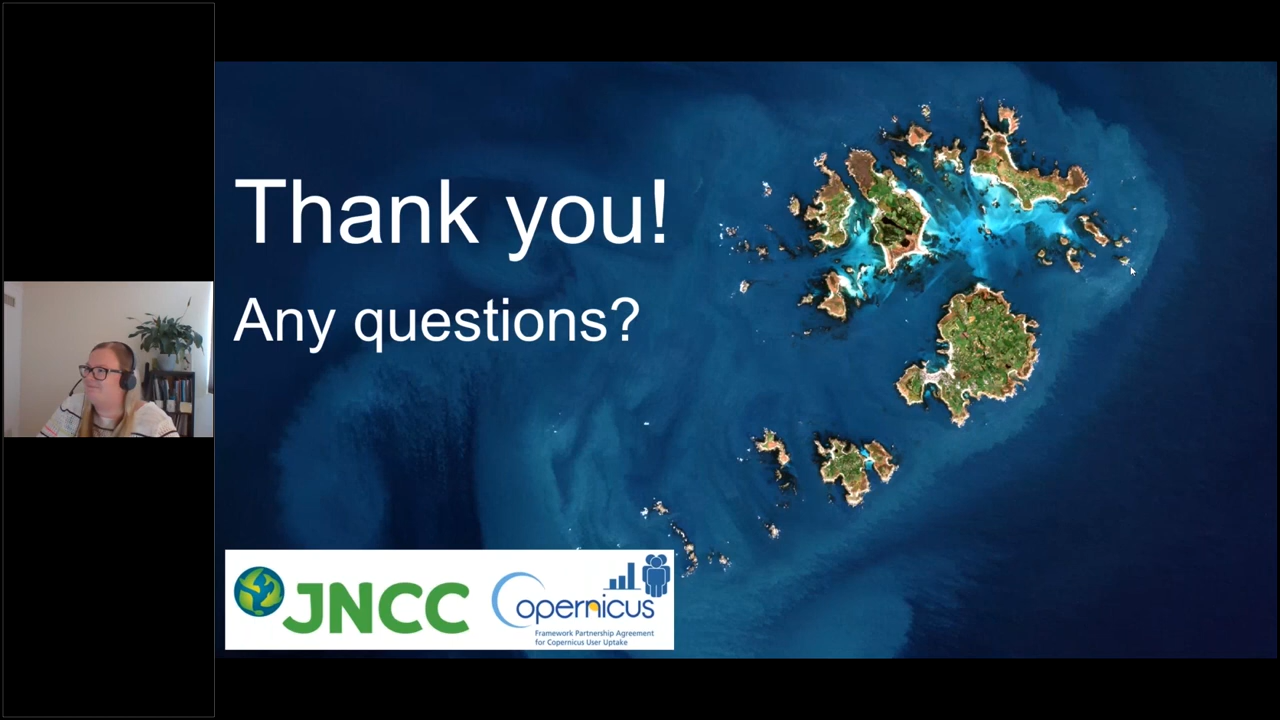 Thank you!
Any questions?
JNCC
Copernicus
Framework Partnership Agreement
for Copernicus User Uptake